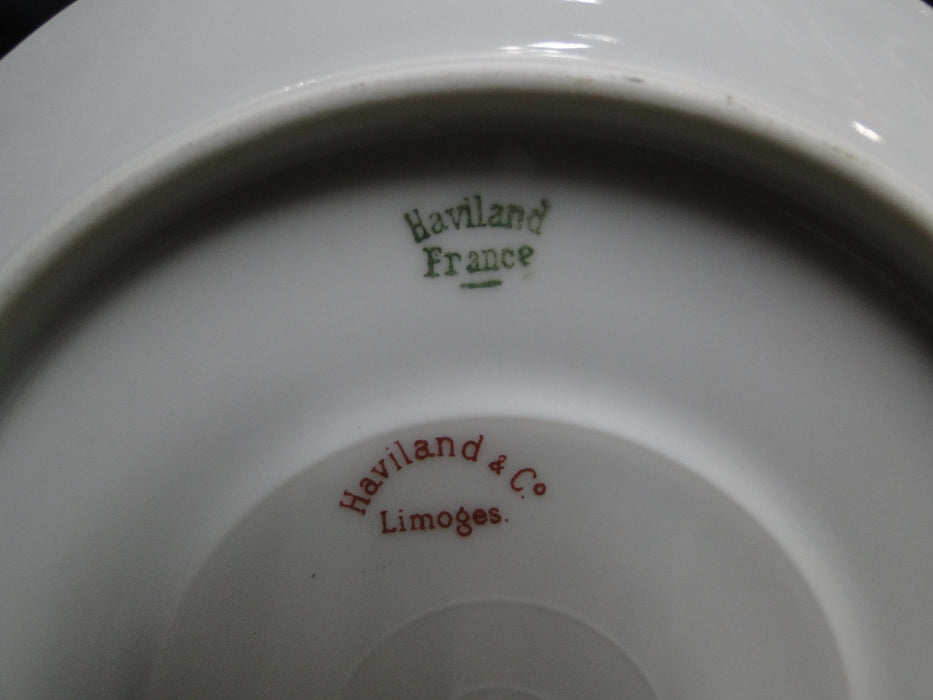 Haviland
France
Haviland & Co
Limoges.